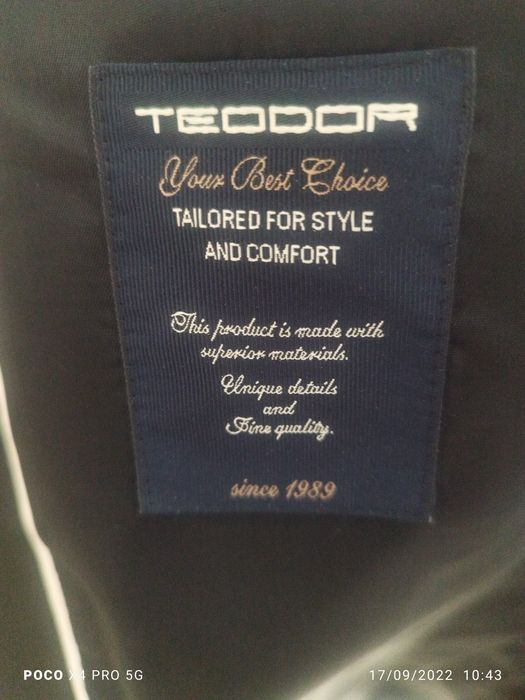 TEODOR
Your Best Choice
TAILORED FOR STYLE
AND COMFORT
This product is made with
superior materials.
Unique details
and
Fine quality.
since 1989
POCO X4 PRO 5G
17/09/2022 10:43